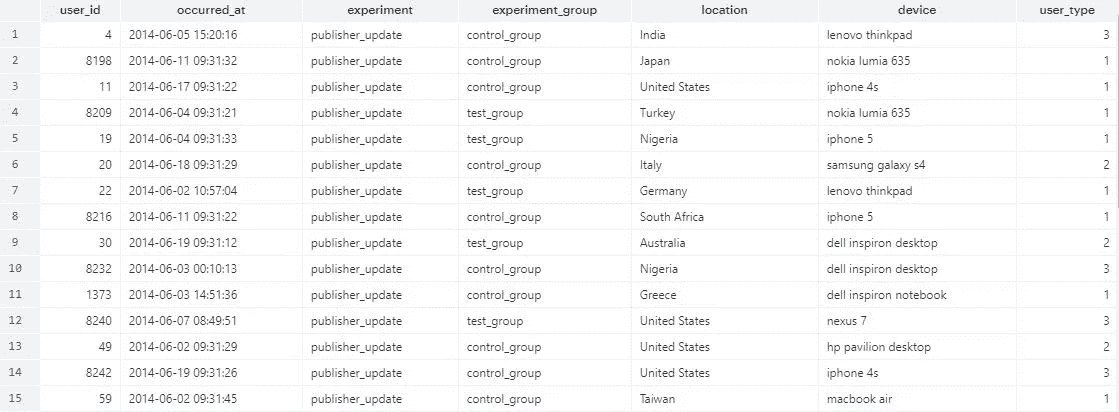 user_id occurred_at experiment experiment_group location device user_type
1 4 2014-06-05 15:20:16 publisher_update control_group India lenovo thinkpad 3
2 8198 2014-06-11 09:31:32 publisher_update control_group Japan nokia lumia 635 1
3 11 2014-06-17 09:31:22 publisher_update control_group United States iphone 4s 1
4 8209 2014-06-04 09:31:21 publisher_update test_group Turkey nokia lumia 635 1
5 19 2014-06-04 09:31:33 publisher_update test_group Nigeria iphone 5 1
6 20 2014-06-18 09:31:29 publisher_update control_group Italy samsung galaxy s4 2
7 22 2014-06-02 10:57:04 publisher_update test_group Germany lenovo thinkpad 1
8 8216 2014-06-11 09:31:22 publisher_update control_group South Africa iphone 5 1
9 30 2014-06-19 09:31:12 publisher_update test_group Australia dell inspiron desktop 2
10 8232 2014-06-03 00:10:13 publisher_update control_group Nigeria dell inspiron desktop 3
11 1373 2014-06-03 14:51:36 publisher_update control_group Greece dell inspiron notebook 1
12 8240 2014-06-07 08:49:51 publisher_update test_group United States nexus 7 3
13 49 2014-06-02 09:31:29 publisher_update control_group United States hp pavilion desktop 2
14 8242 2014-06-19 09:31:26 publisher_update control_group United States iphone 4s 3
15 59 2014-06-02 09:31:45 publisher_update control_group Taiwan macbook air 1